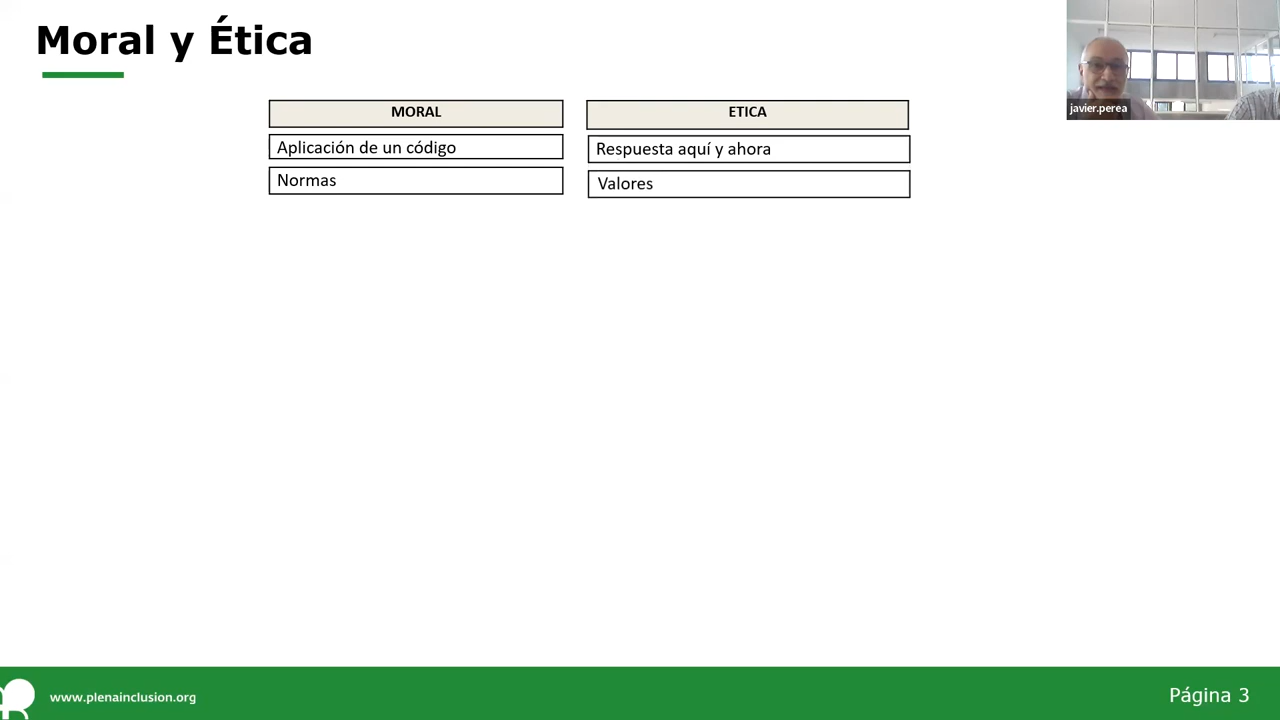 Moral y Ética
javier.perea
MORAL
ETICA
Aplicación de un código
Respuesta aquí y ahora
Normas
Valores
www.plenainclusion.org
Página 3